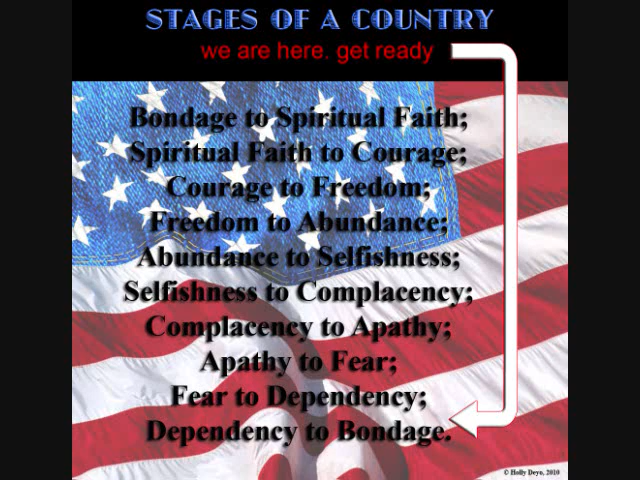 STAGES OF A COUNTRY
we are here. get ready
Bondage to Spiritual Faith;
Spiritual Faith to Courage;
Courage to Freedom;
Freedom to Abundance;
Abundance to Selfishness;
Selfishness to Complacency;
Complacency to Apathy;
Apathy to Fear;
Fear to Dependency;
Dependency to Bondage.
© Holly Deyo, 2010